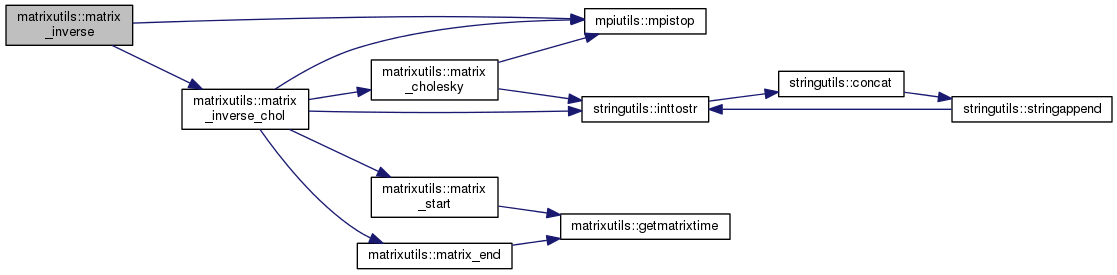 matrixutils::matrix
_inverse
matrixutils::matrix
_inverse_chol
matrixutils::matrix
_cholesky
matrixutils::matrix
_start
matrixutils::matrix_end
mpiutils::mpistop
stringutils::inttostr
matrixutils::getmatrixtime
stringutils::concat
stringutils::stringappend